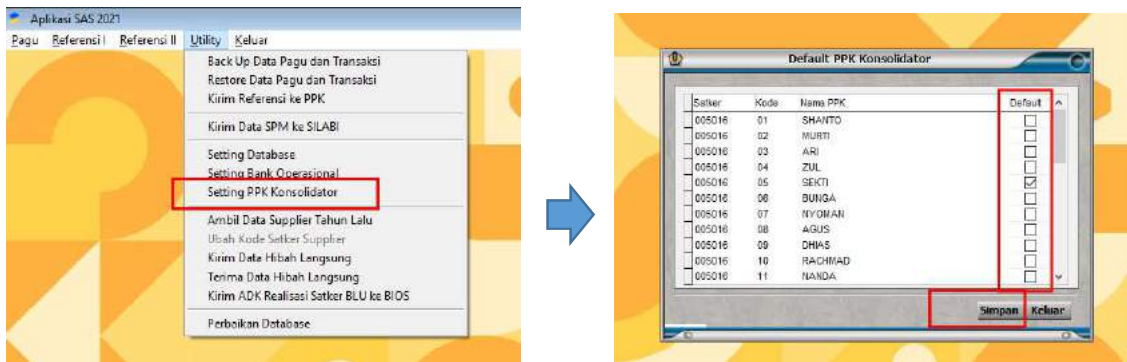 Aplikasi SAS 2021
Pagu Referensi I Referensi II Utility Keluar
Back Up Data Pagu dan Transaksi
Restore Data Pagu dan Transaksi
Kirim Referensi ke PPK
Kirim Data SPM ke SILABI
Setting Database
Setting Bank Operasional
Setting PPK Konsolidator
Ambil Data Supplier Tahun Lalu
Ubah Kode Satker Supplier
Kirim Data Hibah Langsung
Terima Data Hibah Langsung
Kirim ADK Realisasi Satker BLU ke BIOS
Perbaikan Database
Default PPK Konsolidator
Satker Kode Nama PPK Default
005016 01 SHANTO
005016 02 MURTI
005016 03 ARI
005016 04 ZUL
005016 05 SEKTI
005016 06 BUNGA
005016 07 NYOMAN
005016 08 AGUS
005016 09 DHIAS
005016 10 RACHMAD
005016 11 NANDA
Simpan Keluar